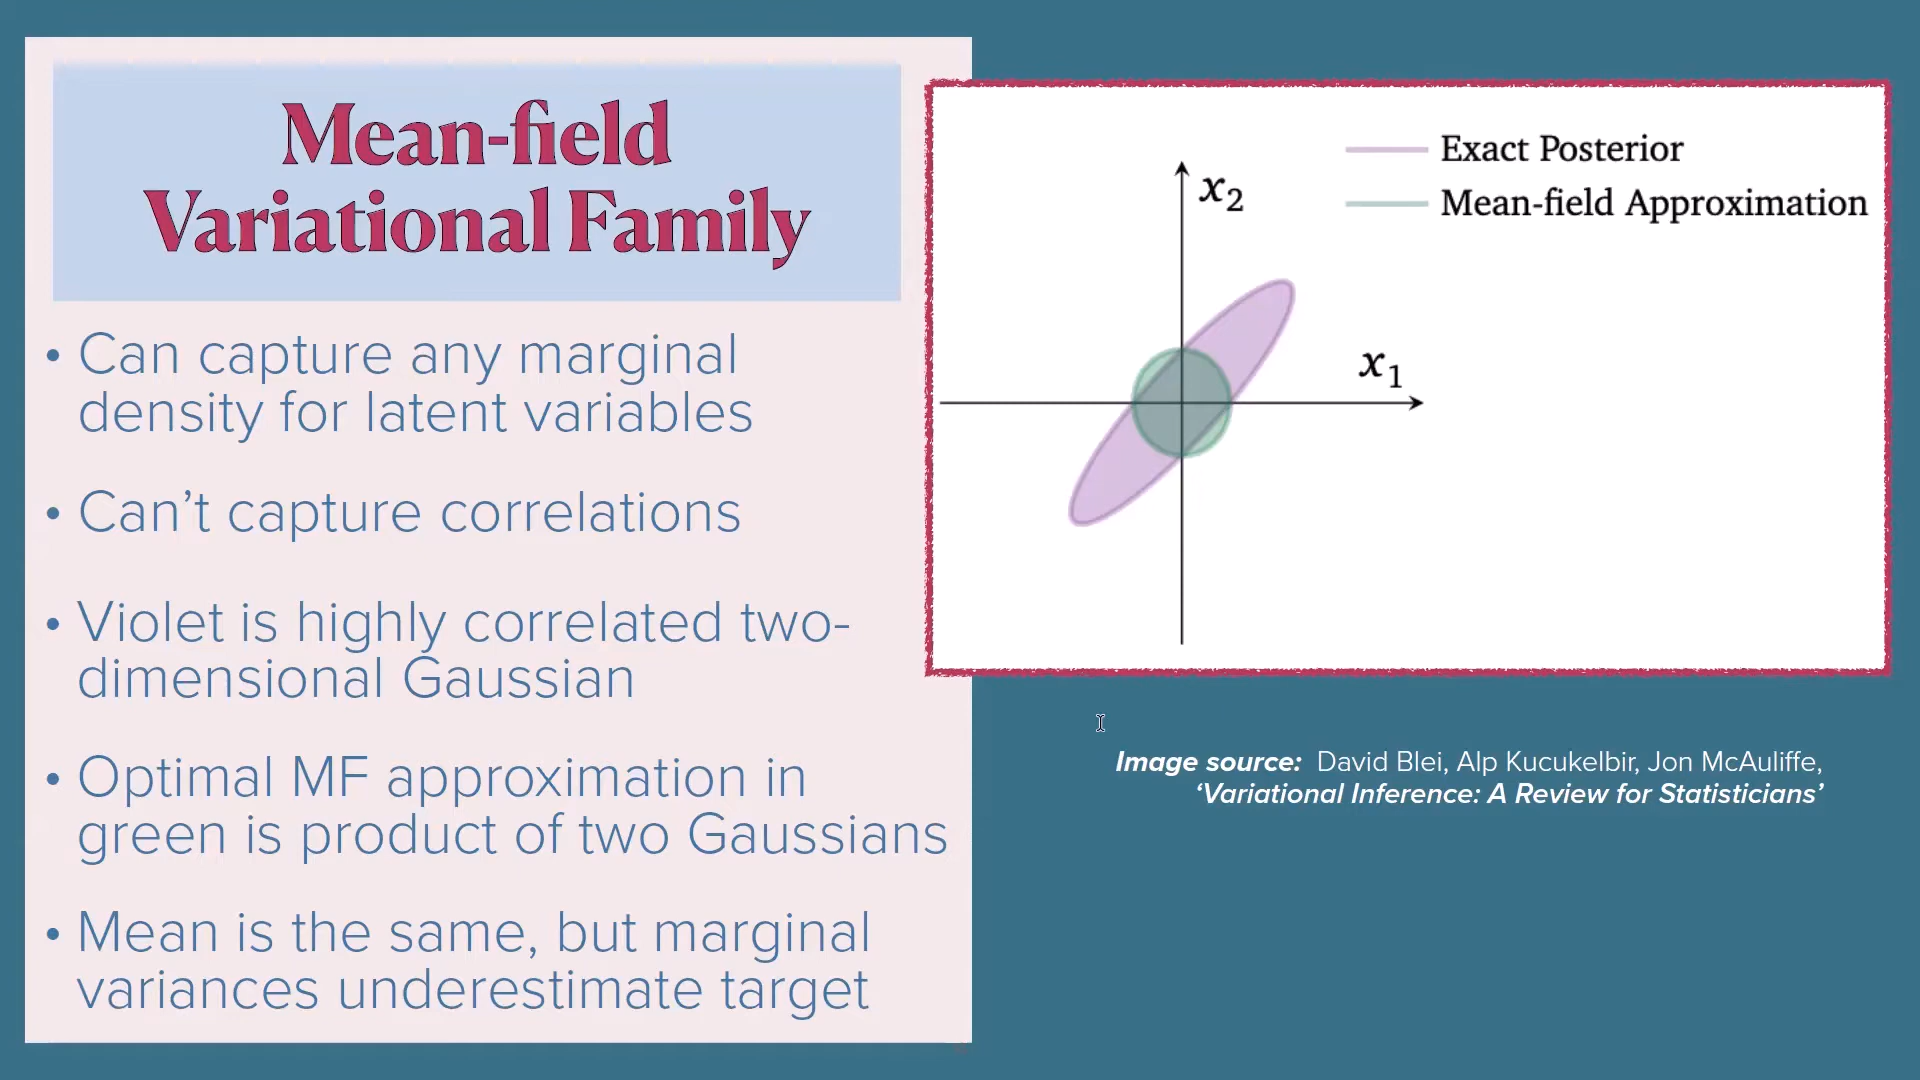 Mean-field
Variational Family
• Can capture any marginal
density for latent variables
• Can’t capture correlations
• Violet is highly correlated two-
dimensional Gaussian
• Optimal MF approximation in
green is product of two Gaussians
• Mean is the same, but marginal
variances underestimate target
Exact Posterior
Mean-field Approximation
x₂
x₁
Image source: David Blei, Alp Kucukelbir, Jon McAuliffe,
‘Variational Inference: A Review for Statisticians’